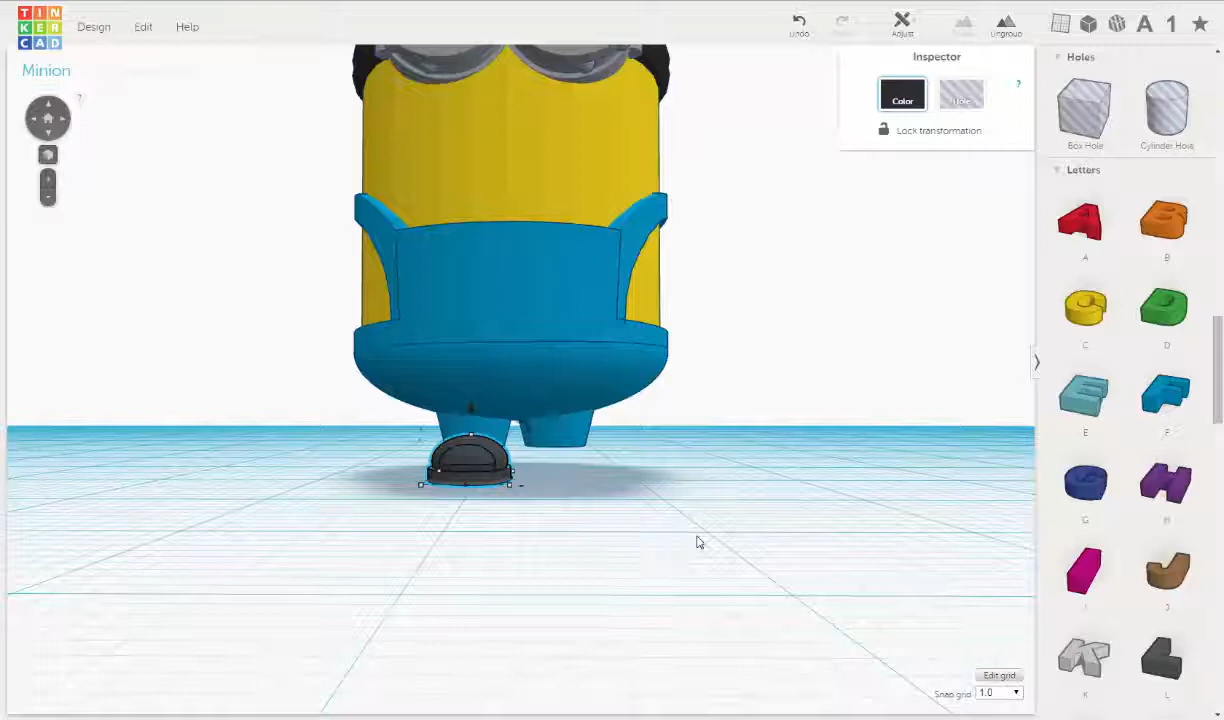 TIN
KER
CAD
Design
Edit
Help
Undo
Adjust
Ungroup
A 1
Minion
?
Inspector
Color
Hole
?
Lock transformation
Holes
Box Hole
Cylinder Hole
Letters
A
B
C
D
E
F
G
H
I
J
K
L
Edit grid
Snap grid
1.0